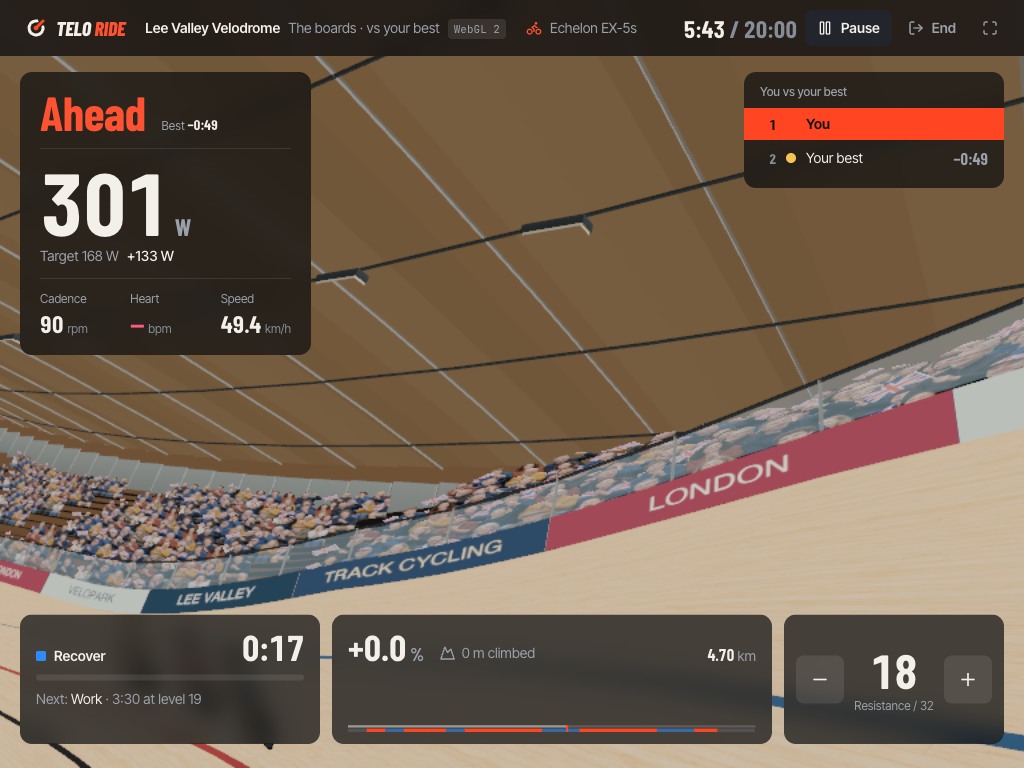 TELO RIDE Lee Valley Velodrome The boards · vs your best WebGL 2 Echelon EX-5s 5:43 / 20:00 Pause End
Ahead Best −0:49
301 W
Target 168 W +133 W
Cadence Heart Speed
90 rpm — bpm 49.4 km/h
You vs your best
1 You
2 Your best −0:49
LONDON
TRACK CYCLING
LEE VALLEY
VELOPARK
Recover 0:17
Next: Work · 3:30 at level 19
+0.0 % 0 m climbed 4.70 km
− 18 +
Resistance / 32